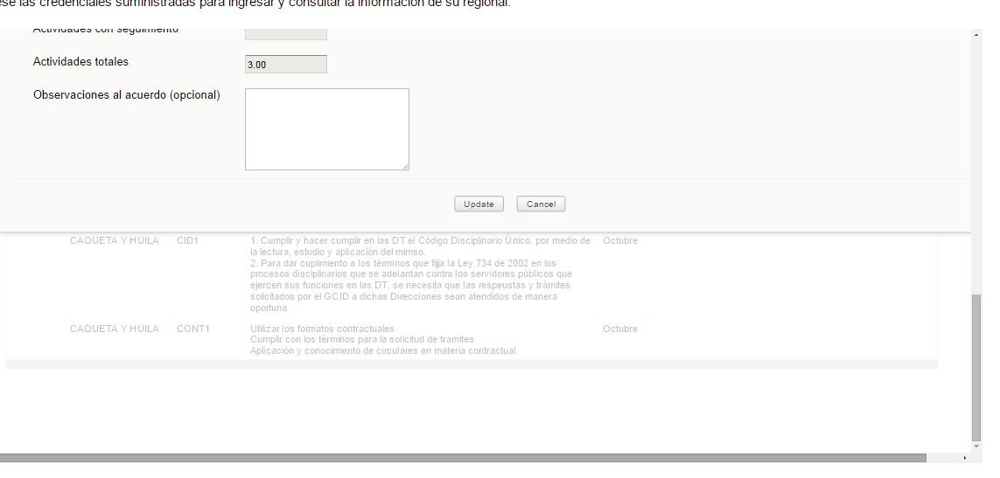 ese las credenciales suministradas para ingresar y consultar la información de su regional.
Actividades con seguimiento
Actividades totales 3.00
Observaciones al acuerdo (opcional)
Update Cancel
CAQUETA Y HUILA CID1 1. Cumplir y hacer cumplir en las DT el Código Disciplinario Único, por medio de Octubre
la lectura, estudio y aplicación del mimso.
2. Para dar cuplimiento a los términos que fija la Ley 734 de 2002 en los
procesos disciplinarios que se adelantan contra los servidores públicos que
ejercen sus funciones en las DT, se necesita que las respeustas y trámites
solicitados por el GCID a dichas Direcciones sean atendidos de manera
oportuna.
CAQUETA Y HUILA CONT1 Utilizar los formatos contractuales Octubre
Cumplir con los términos para la solicitud de tramites
Aplicación y conocimiento de circulares en materia contractual